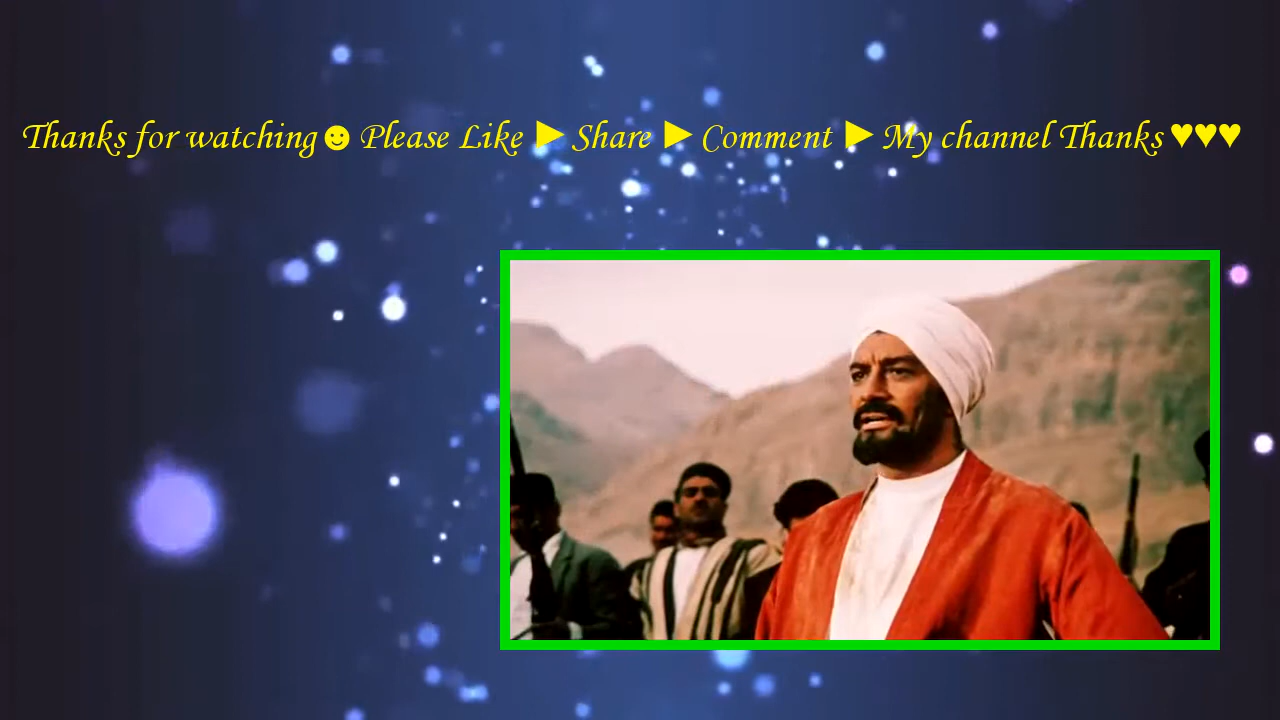 Thanks for watching☻Please Like ► Share ► Comment ► My channel Thanks ♥♥♥